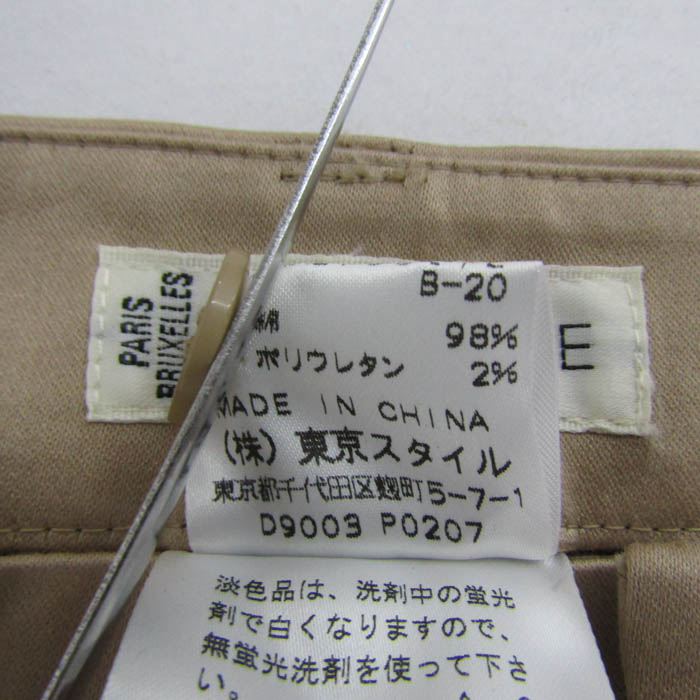 PARIS
BRUXELLES
E
B-20
綿 98%
ポリウレタン 2%
MADE IN CHINA
(株)東京スタイル
東京都千代田区麹町5-7-1
D9003 P0207
淡色品は、洗剤中の蛍光
剤で白くなりますので、
無蛍光洗剤を使って下さ
い。